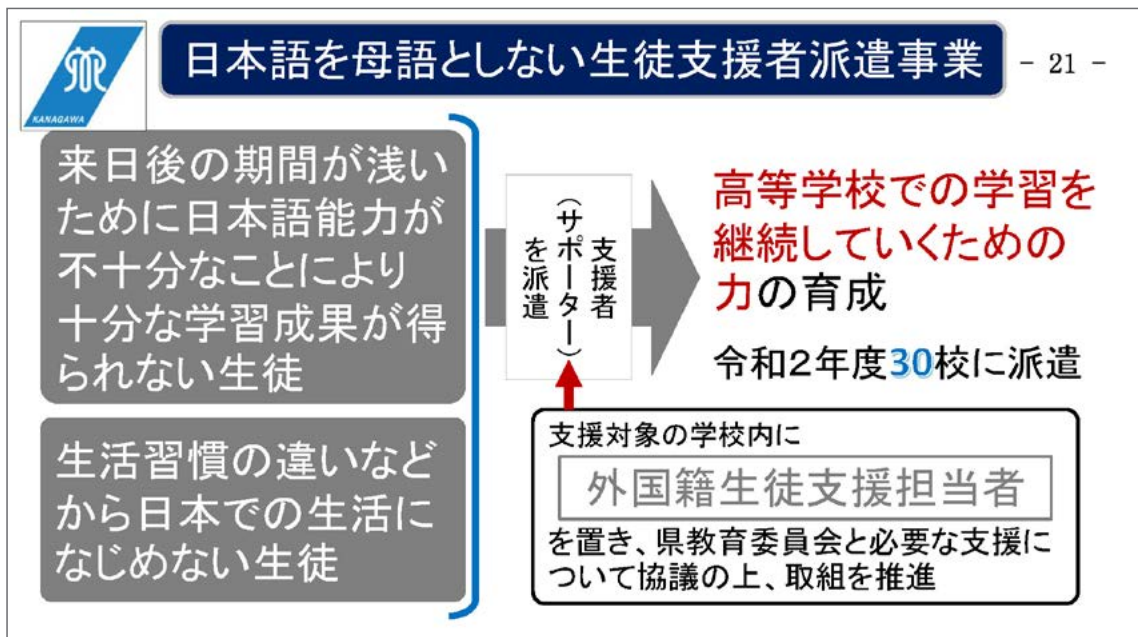 KANAGAWA
日本語を母語としない生徒支援者派遣事業
- 21 -
来日後の期間が浅い
ために日本語能力が
不十分なことにより
十分な学習成果が得
られない生徒
生活習慣の違いなど
から日本での生活に
なじめない生徒
支援者
（サポーター）
を派遣
高等学校での学習を
継続していくための
力の育成
令和２年度30校に派遣
支援対象の学校内に
外国籍生徒支援担当者
を置き、県教育委員会と必要な支援に
ついて協議の上、取組を推進